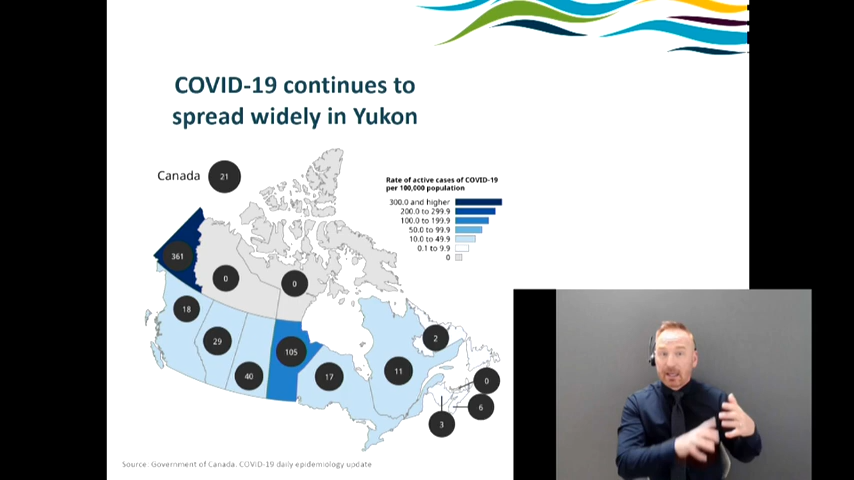 COVID-19 continues to
spread widely in Yukon
Canada
21
Rate of active cases of COVID-19
per 100,000 population
300.0 and higher
200.0 to 299.9
100.0 to 199.9
50.0 to 99.9
10.0 to 49.9
0.1 to 9.9
0
361
0
0
18
29
40
105
17
11
2
0
6
3
Source: Government of Canada. COVID-19 daily epidemiology update